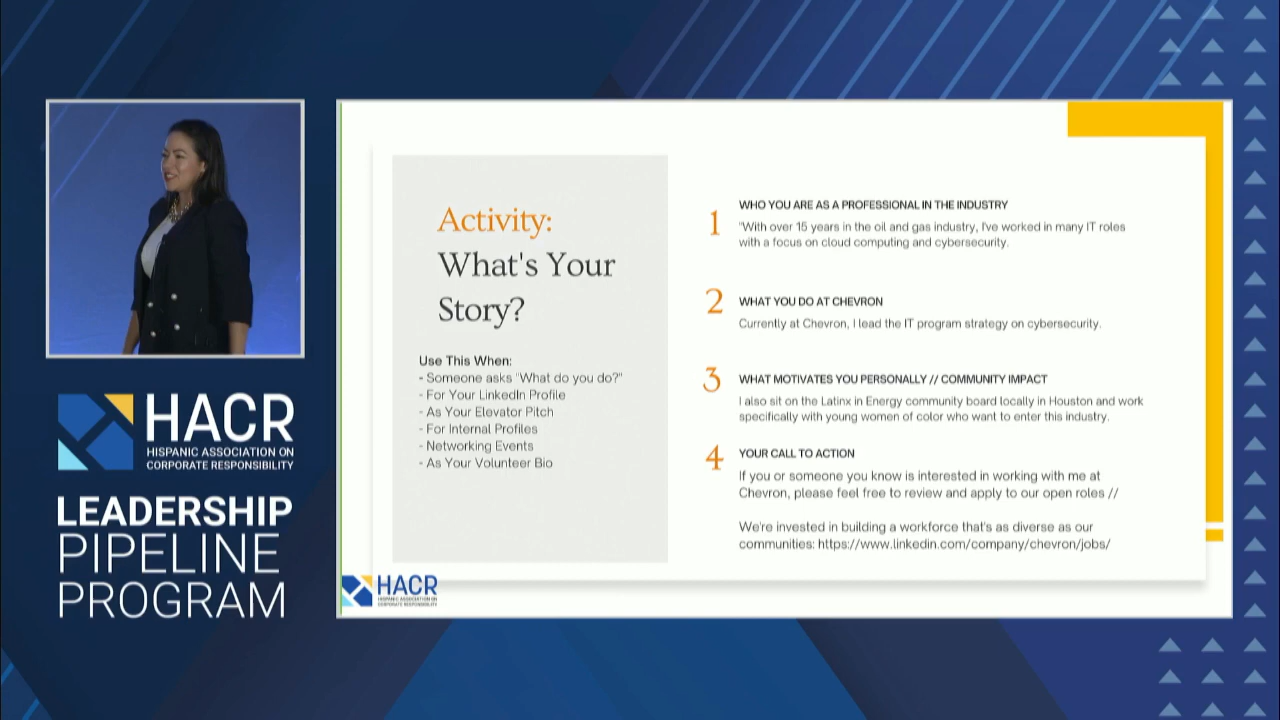 HACR
HISPANIC ASSOCIATION ON
CORPORATE RESPONSIBILITY
LEADERSHIP
PIPELINE
PROGRAM
Activity:
What's Your
Story?
Use This When:
- Someone asks "What do you do?"
- For Your LinkedIn Profile
- As Your Elevator Pitch
- For Internal Profiles
- Networking Events
- As Your Volunteer Bio
1
WHO YOU ARE AS A PROFESSIONAL IN THE INDUSTRY
"With over 15 years in the oil and gas industry, I've worked in many IT roles
with a focus on cloud computing and cybersecurity.
2
WHAT YOU DO AT CHEVRON
Currently at Chevron, I lead the IT program strategy on cybersecurity.
3
WHAT MOTIVATES YOU PERSONALLY // COMMUNITY IMPACT
I also sit on the Latinx in Energy community board locally in Houston and work
specifically with young women of color who want to enter this industry.
4
YOUR CALL TO ACTION
If you or someone you know is interested in working with me at
Chevron, please feel free to review and apply to our open roles //
We're invested in building a workforce that's as diverse as our
communities: https://www.linkedin.com/company/chevron/jobs/
HACR
HISPANIC ASSOCIATION ON
CORPORATE RESPONSIBILITY